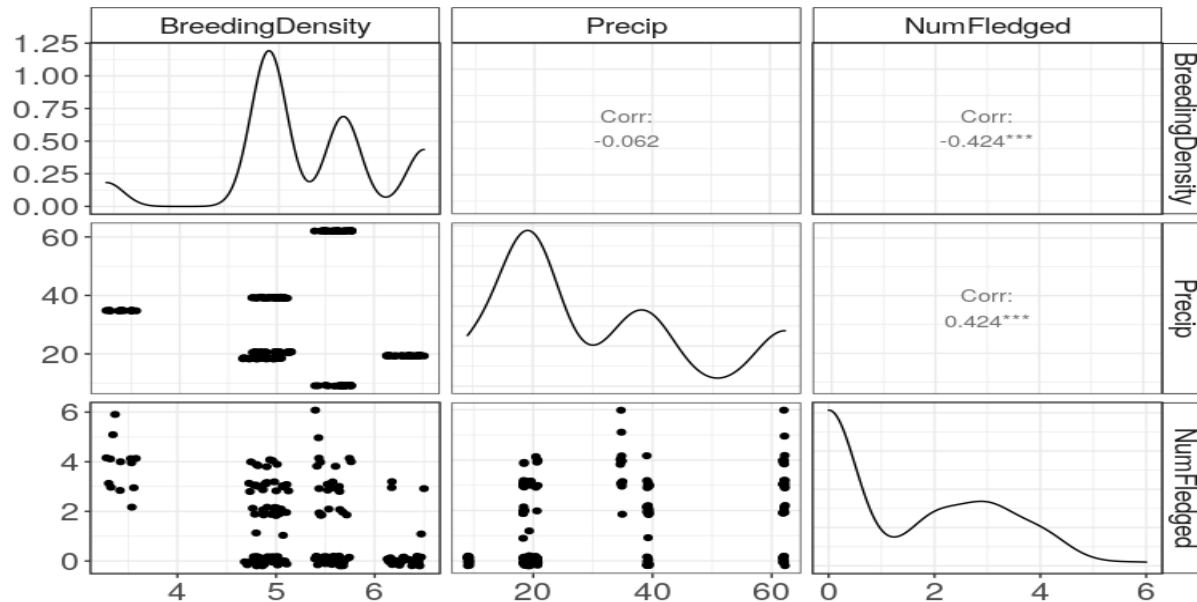 BreedingDensity Precip NumFledged
1.25
1.00
0.75
0.50
0.25
0.00
Corr:
-0.062
Corr:
-0.424***
BreedingDensity
60
40
20
Corr:
0.424***
Precip
6
4
2
0
NumFledged
4 5 6 20 40 60 0 2 4 6